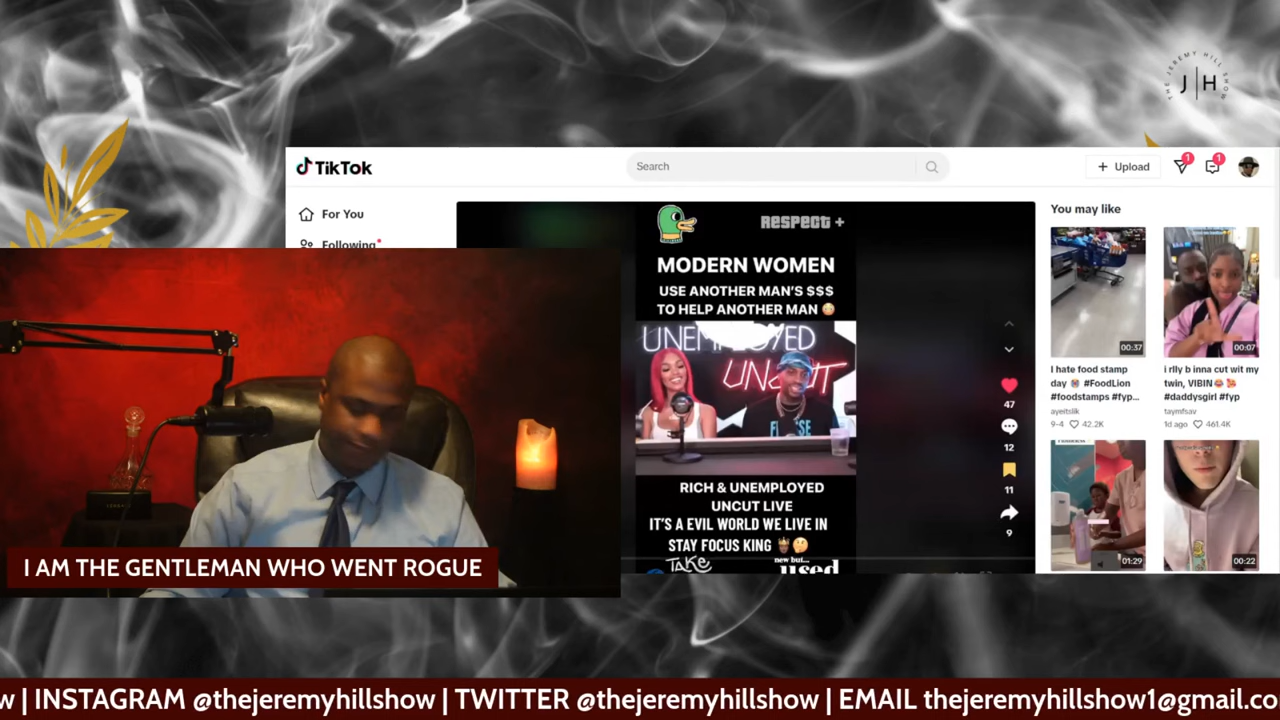 THE JEREMY HILL SHOW
J | H
TikTok
Search
+ Upload
1
1
For You
Following
RESPECT +
MODERN WOMEN
USE ANOTHER MAN'S $$$
TO HELP ANOTHER MAN
UNEMPLOYED
UNCUT
RICH & UNEMPLOYED
UNCUT LIVE
IT'S A EVIL WORLD WE LIVE IN
STAY FOCUS KING
TAKE
new but...
used
47
12
11
9
You may like
00:37
00:07
I hate food stamp
day #FoodLion
#foodstamps #fyp...
ayeitslik
9-4 42.2K
i rlly b inna cut wit my
twin, VIBIN
#daddysgirl #fyp
taymfsav
1d ago 461.4K
01:29
00:22
I AM THE GENTLEMAN WHO WENT ROGUE
w | INSTAGRAM @thejeremyhillshow | TWITTER @thejeremyhillshow | EMAIL thejeremyhillshow1@gmail.co